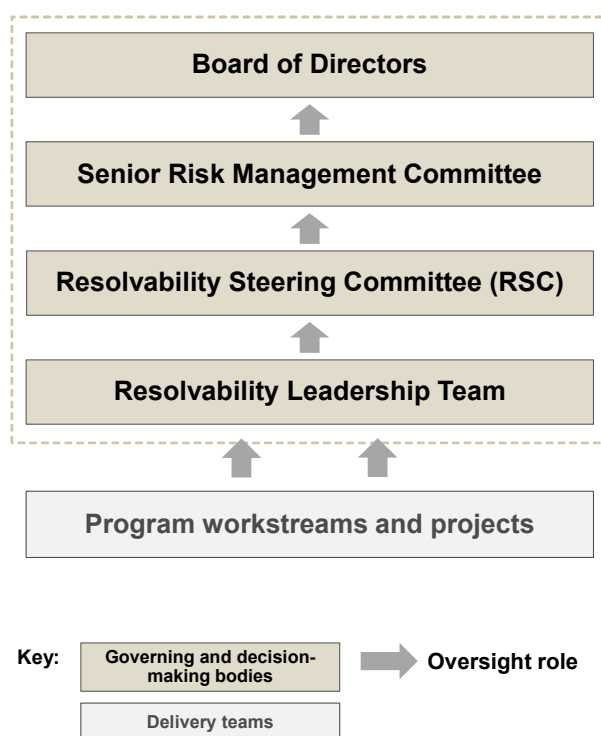 Board of Directors
Senior Risk Management Committee
Resolvability Steering Committee (RSC)
Resolvability Leadership Team
Program workstreams and projects
Key:
Governing and decision-
making bodies
Oversight role
Delivery teams